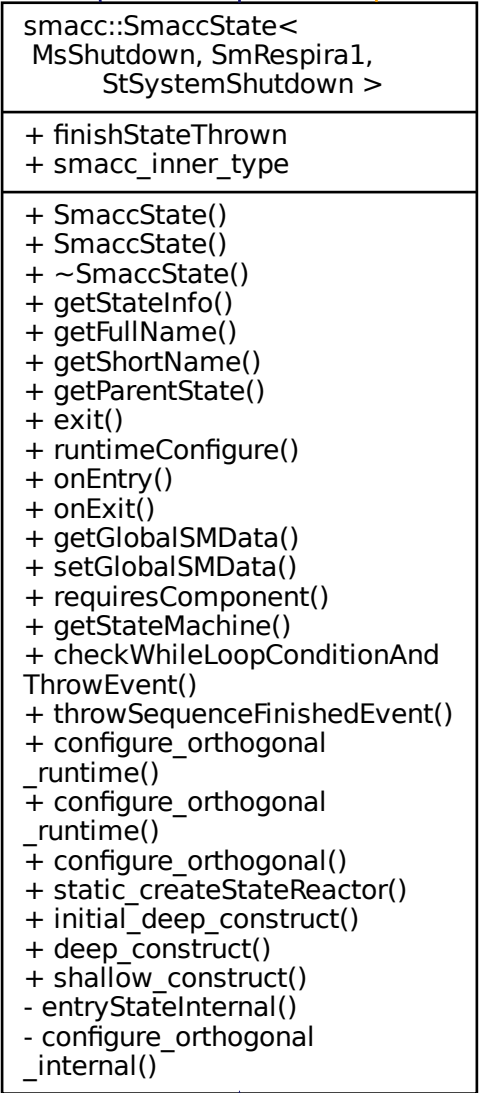 smacc::SmaccState<
MsShutdown, SmRespira1,
StSystemShutdown >
+ finishStateThrown
+ smacc_inner_type
+ SmaccState()
+ SmaccState()
+ ~SmaccState()
+ getStateInfo()
+ getFullName()
+ getShortName()
+ getParentState()
+ exit()
+ runtimeConfigure()
+ onEntry()
+ onExit()
+ getGlobalSMData()
+ setGlobalSMData()
+ requiresComponent()
+ getStateMachine()
+ checkWhileLoopConditionAnd
ThrowEvent()
+ throwSequenceFinishedEvent()
+ configure_orthogonal
_runtime()
+ configure_orthogonal
_runtime()
+ configure_orthogonal()
+ static_createStateReactor()
+ initial_deep_construct()
+ deep_construct()
+ shallow_construct()
- entryStateInternal()
- configure_orthogonal
_internal()